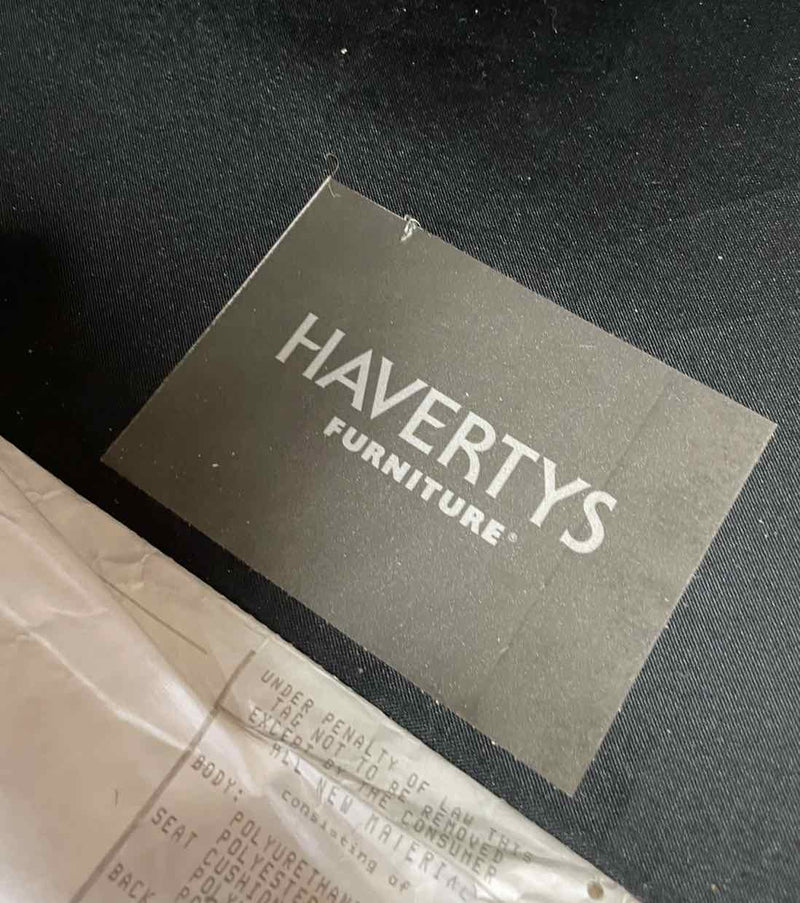 HAVERTYS
FURNITURE®
UNDER PENALTY OF LAW THIS
TAG NOT TO BE REMOVED
EXCEPT BY THE CONSUMER
ALL NEW MATERIAL
consisting of
BODY:
POLYURETHAN
SEAT POLYESTER
CUSHION
BACK